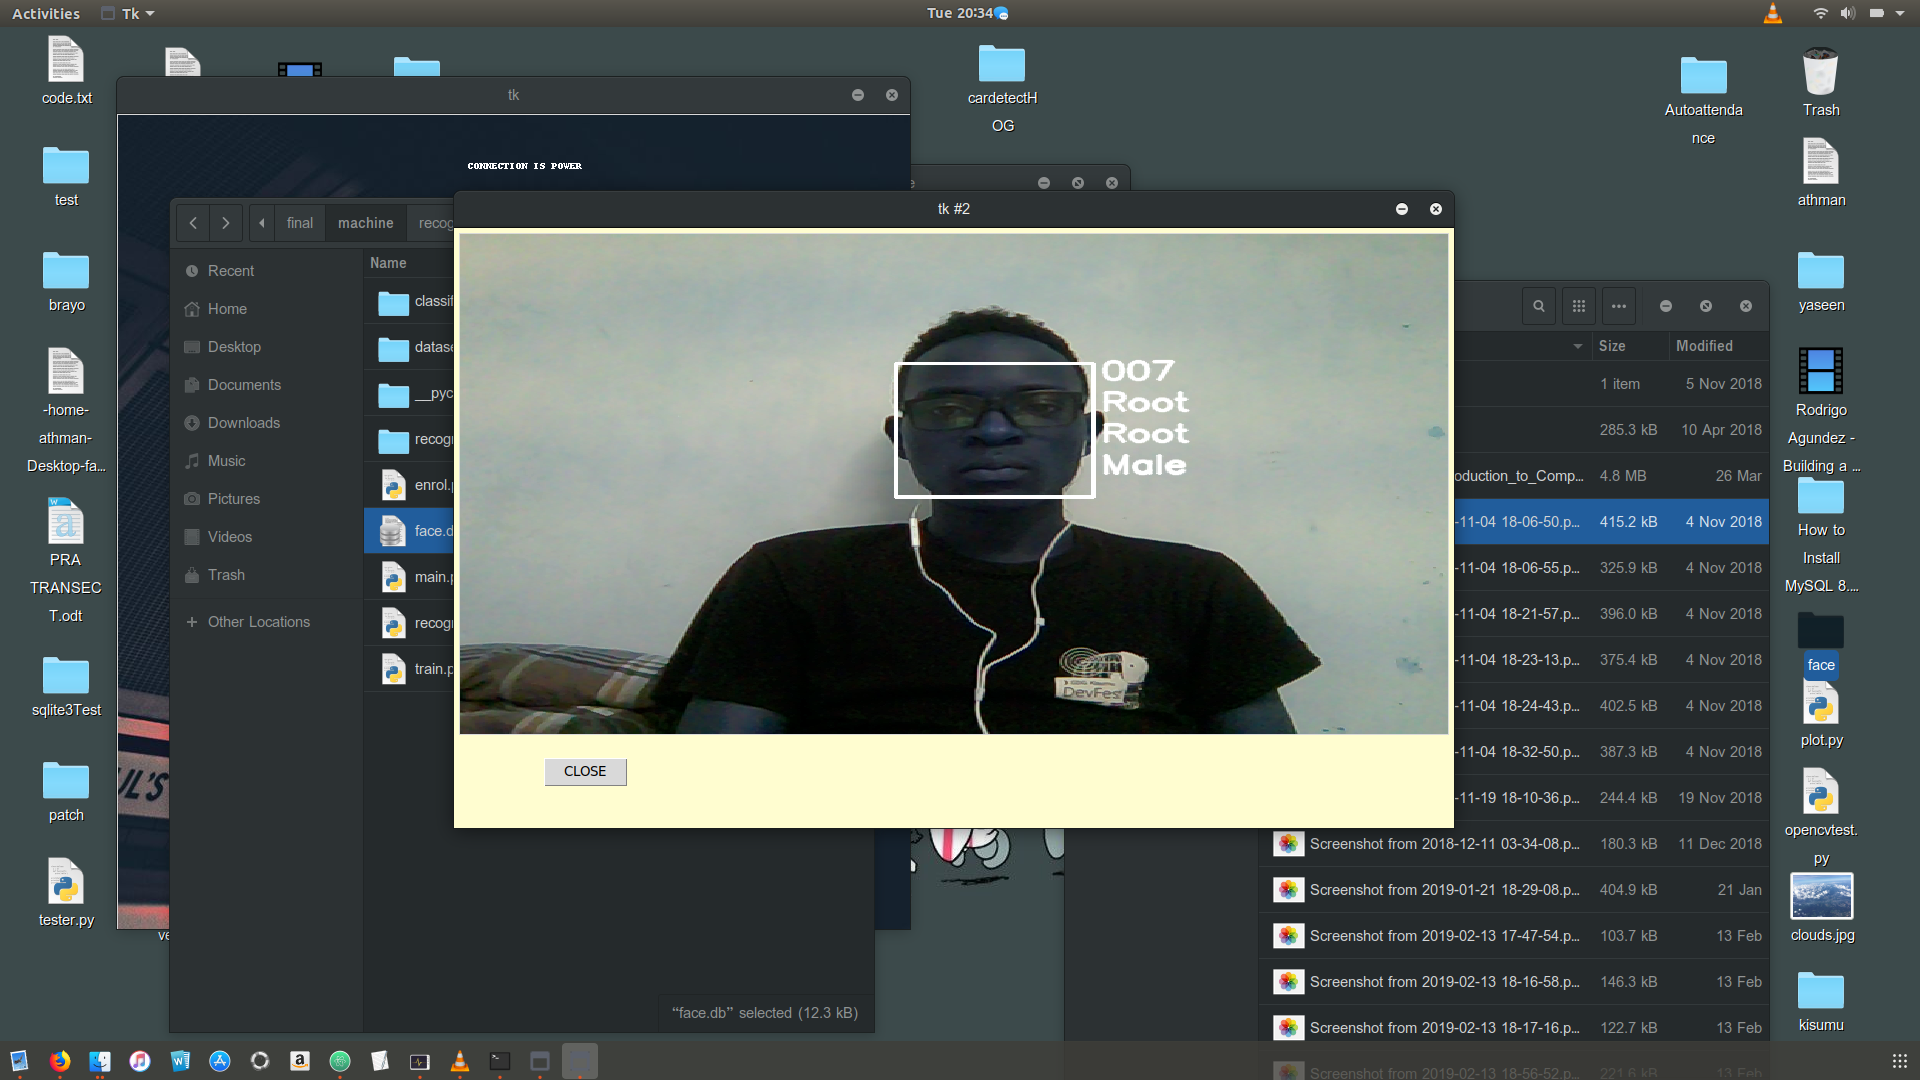 Activities
Tk
Tue 20:34
code.txt
test
brayo
-home-
athman-
Desktop-fa...
PRA
TRANSECT
T.odt
sqlite3Test
patch
tester.py
cardetectH
OG
Autoattenda
nce
Trash
athman
yaseen
Rodrigo
Agundez -
Building a ...
How to
Install
MySQL 8....
face
plot.py
opencvtest.
py
clouds.jpg
kisumu
tk
CONNECTION IS POWER
final
machine
recog
Recent
Home
Desktop
Documents
Downloads
Music
Pictures
Videos
Trash
Other Locations
Name
classif
datase
__pyc
recogn
enrol.p
face.d
main.p
recogn
train.p
“face.db” selected (12.3 kB)
tk #2
007
Root
Root
Male
DevFest
CLOSE
Size Modified
1 item 5 Nov 2018
285.3 kB 10 Apr 2018
oduction_to_Comp... 4.8 MB 26 Mar
-11-04 18-06-50.p... 415.2 kB 4 Nov 2018
-11-04 18-06-55.p... 325.9 kB 4 Nov 2018
-11-04 18-21-57.p... 396.0 kB 4 Nov 2018
-11-04 18-23-13.p... 375.4 kB 4 Nov 2018
-11-04 18-24-43.p... 402.5 kB 4 Nov 2018
-11-04 18-32-50.p... 387.3 kB 4 Nov 2018
-11-19 18-10-36.p... 244.4 kB 19 Nov 2018
Screenshot from 2018-12-11 03-34-08.p... 180.3 kB 11 Dec 2018
Screenshot from 2019-01-21 18-29-08.p... 404.9 kB 21 Jan
Screenshot from 2019-02-13 17-47-54.p... 103.7 kB 13 Feb
Screenshot from 2019-02-13 18-16-58.p... 146.3 kB 13 Feb
Screenshot from 2019-02-13 18-17-16.p... 122.7 kB 13 Feb
Screenshot from 2019-02-13 18-56-52.p... 221.6 kB 13 Feb